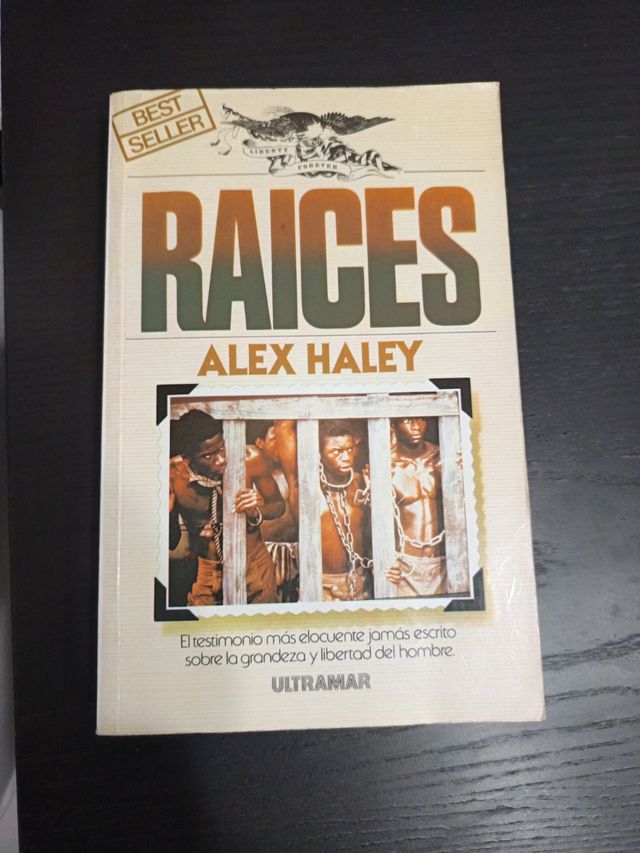 BEST
SELLER
LIBERTY
FOREVER
RAICES
ALEX HALEY
El testimonio más elocuente jamás escrito
sobre la grandeza y libertad del hombre.
ULTRAMAR